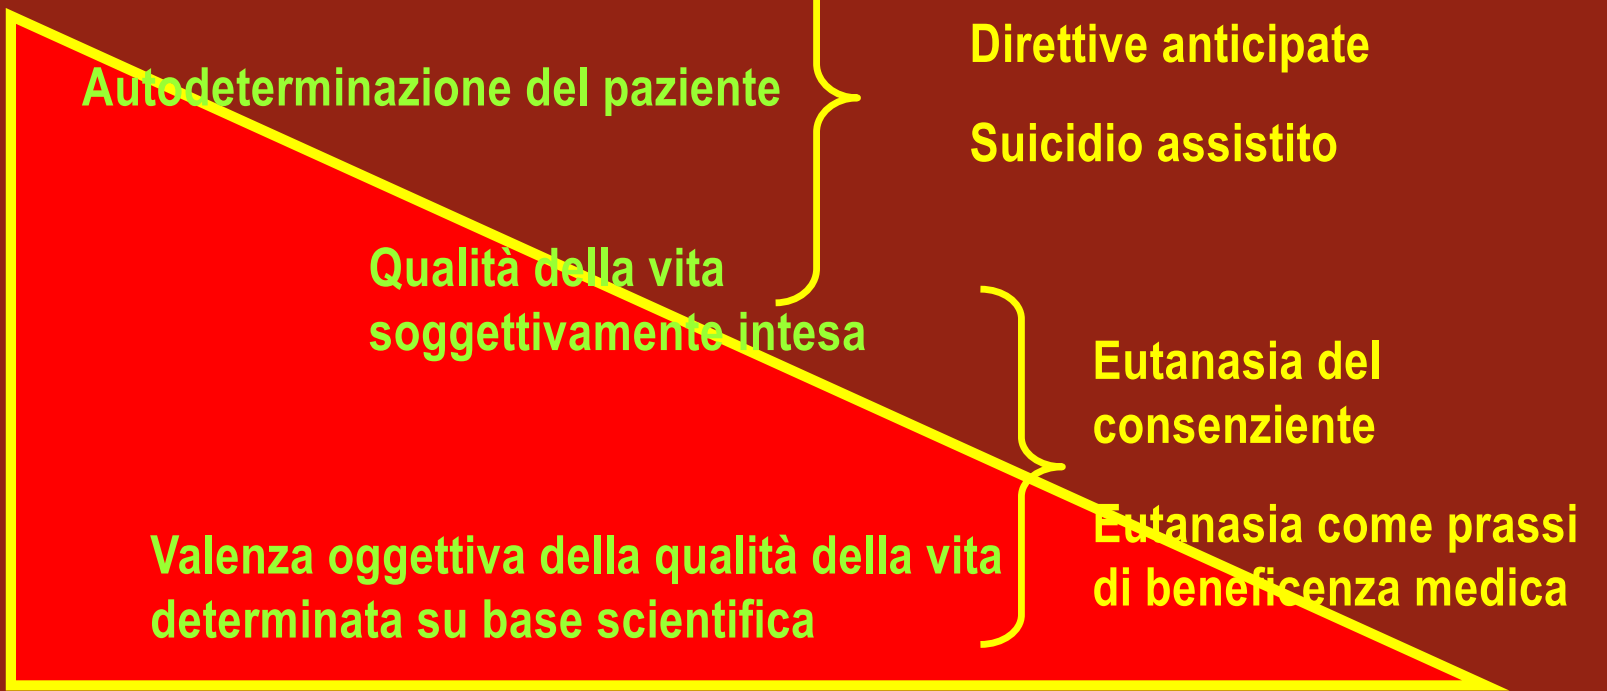 Autodeterminazione del paziente
Direttive anticipate
Suicidio assistito
Qualità della vita
soggettivamente intesa
Eutanasia del
consenziente
Valenza oggettiva della qualità della vita
determinata su base scientifica
Eutanasia come prassi
di beneficenza medica